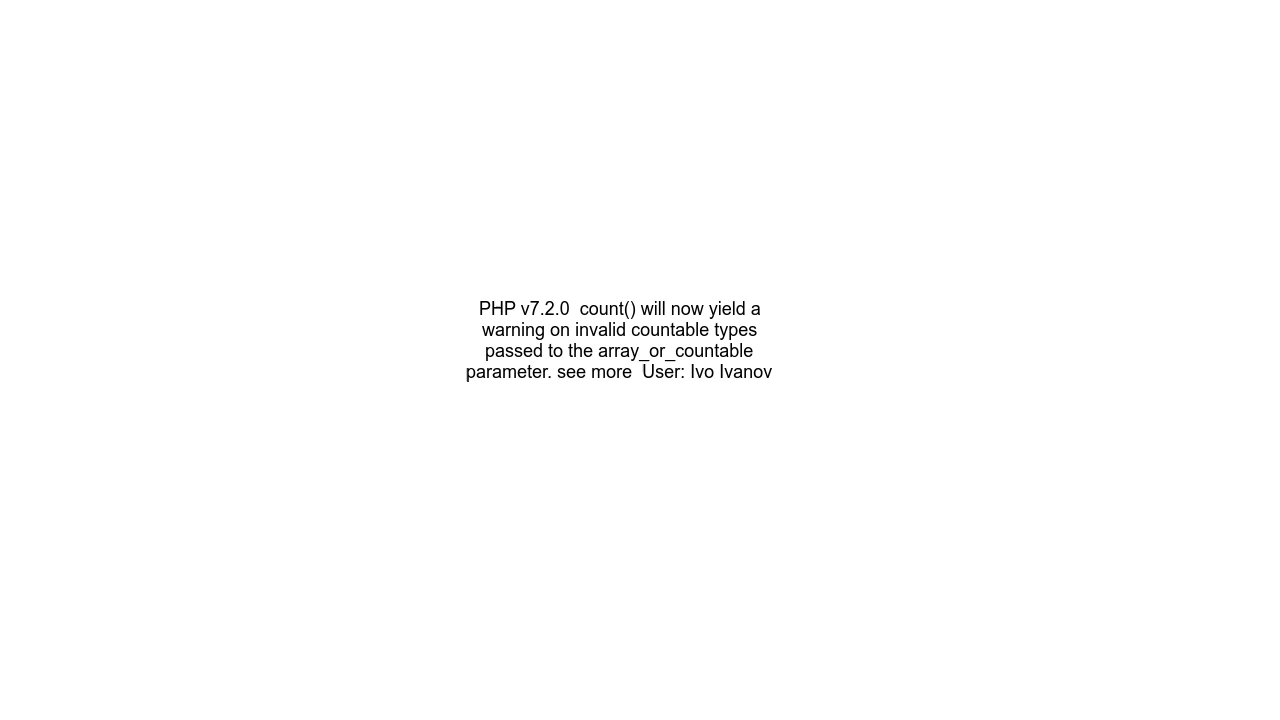 PHP v7.2.0  count() will now yield a
warning on invalid countable types
passed to the array_or_countable
parameter. see more  User: Ivo Ivanov